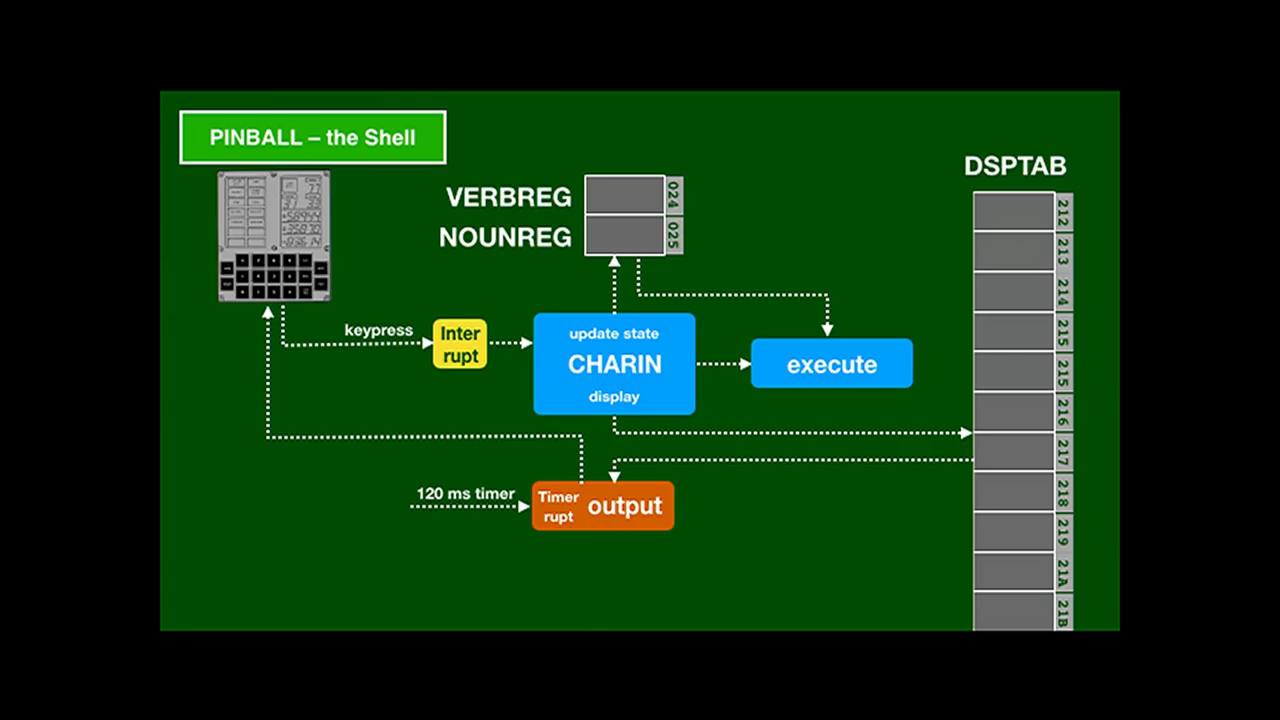 PINBALL – the Shell
DSPTAB
VERBREG
024
NOUNREG
025
212
213
214
215
215
216
217
218
219
21A
21B
keypress
Inter
rupt
update state
CHARIN
display
execute
120 ms timer
Timer
rupt
output